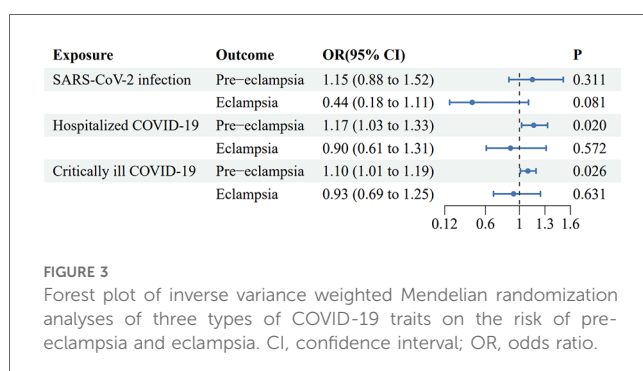 Exposure Outcome OR(95% CI) P
SARS-CoV-2 infection Pre−eclampsia 1.15 (0.88 to 1.52) 0.311
Eclampsia 0.44 (0.18 to 1.11) 0.081
Hospitalized COVID-19 Pre−eclampsia 1.17 (1.03 to 1.33) 0.020
Eclampsia 0.90 (0.61 to 1.31) 0.572
Critically ill COVID-19 Pre−eclampsia 1.10 (1.01 to 1.19) 0.026
Eclampsia 0.93 (0.69 to 1.25) 0.631
0.12 0.6 1 1.3 1.6
FIGURE 3
Forest plot of inverse variance weighted Mendelian randomization
analyses of three types of COVID-19 traits on the risk of pre-
eclampsia and eclampsia. CI, confidence interval; OR, odds ratio.